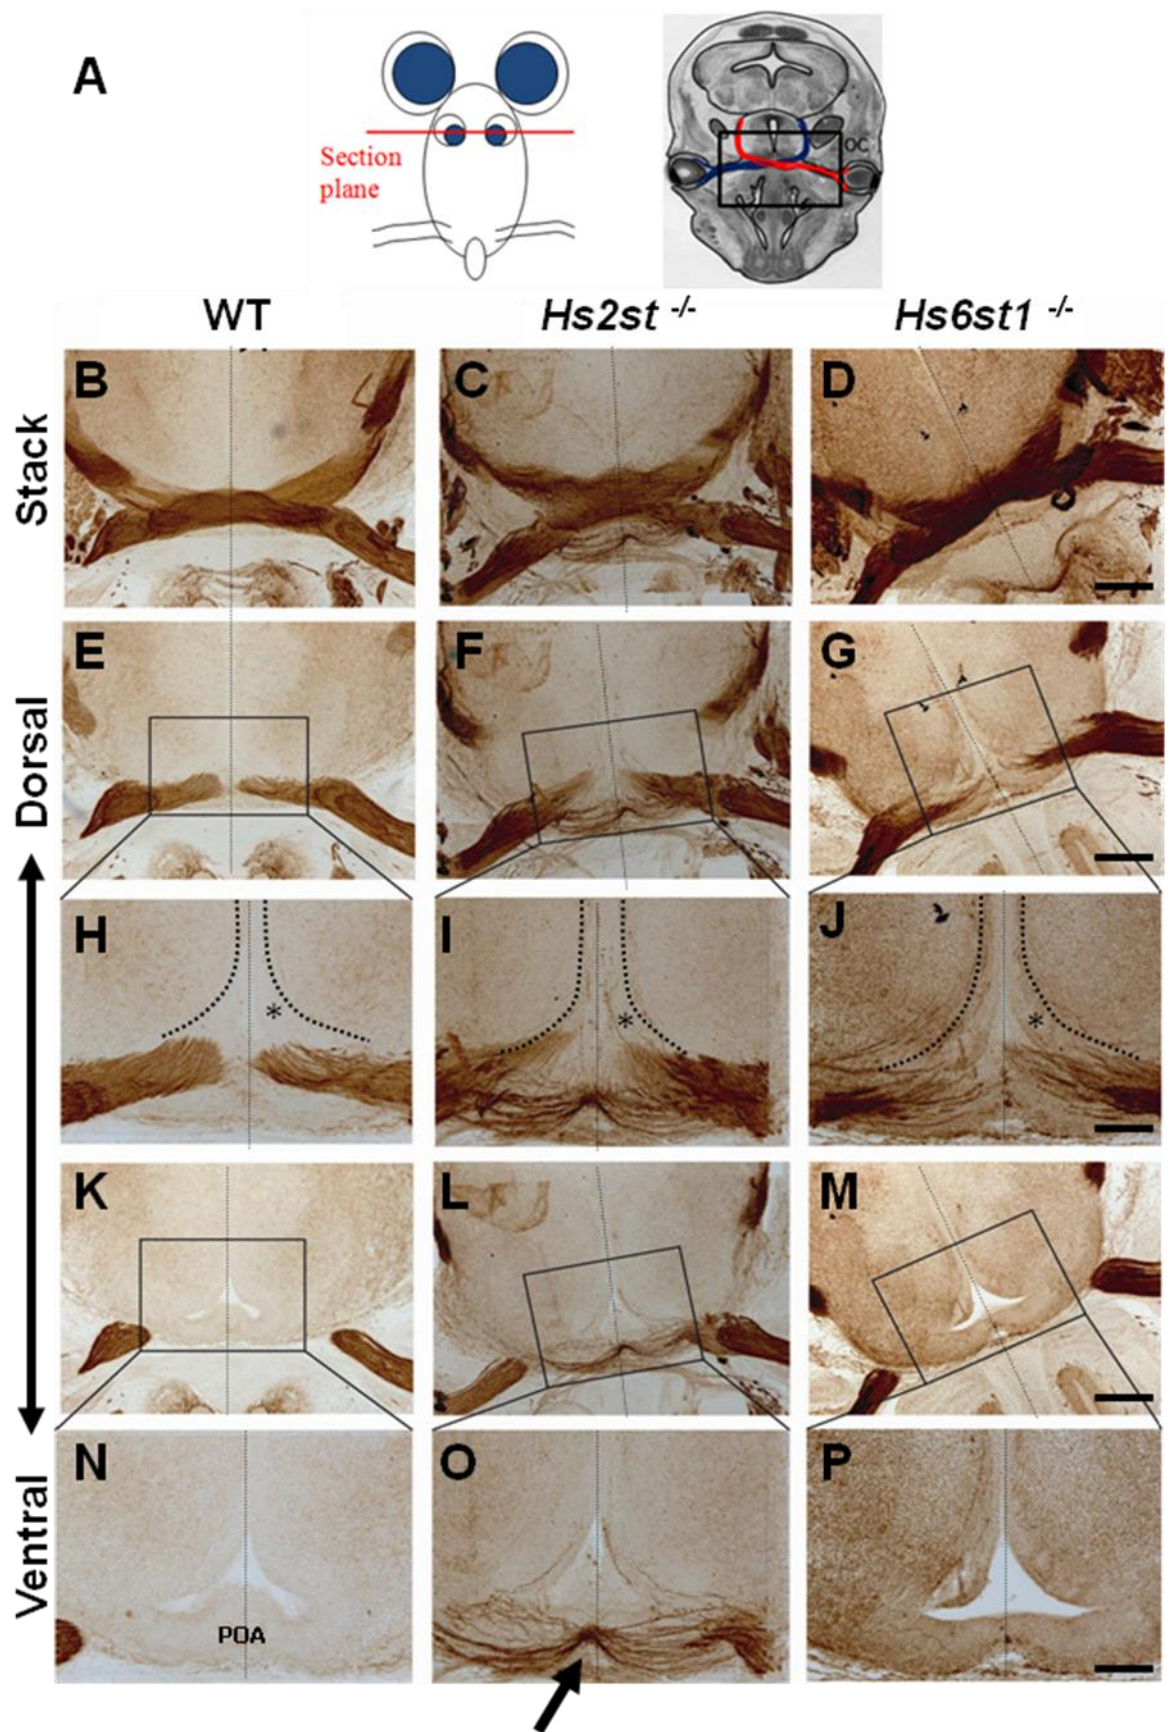 A
Section
plane
OC
WT
Hs2st -/-
Hs6st1 -/-
Stack
B
C
D
Dorsal
E
F
G
H
*
I
*
J
*
K
L
M
Ventral
N
POA
O
P